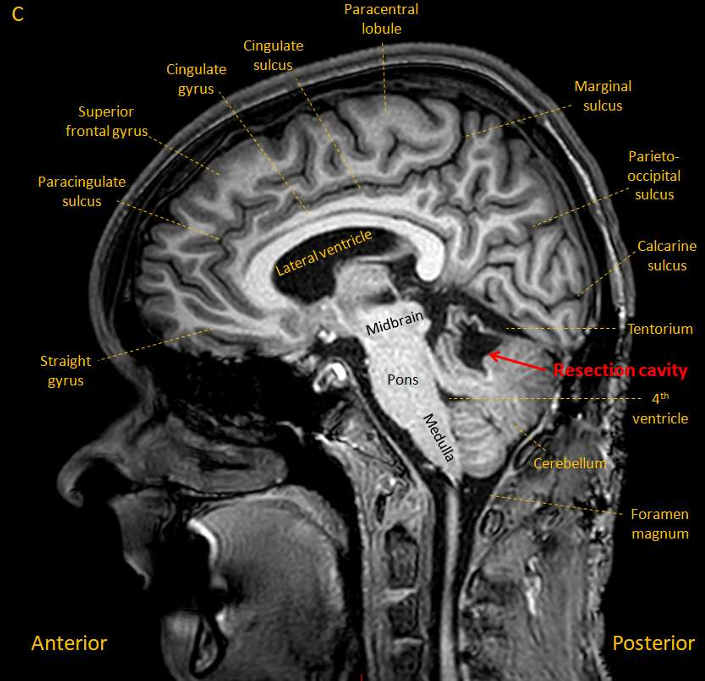 C
Paracentral
lobule
Cingulate
sulcus
Cingulate
gyrus
Marginal
sulcus
Superior
frontal gyrus
Parieto-
occipital
sulcus
Paracingulate
sulcus
Calcarine
sulcus
Lateral ventricle
Midbrain
Tentorium
Straight
gyrus
Resection cavity
Pons
4th
ventricle
Medulla
Cerebellum
Foramen
magnum
Anterior
Posterior